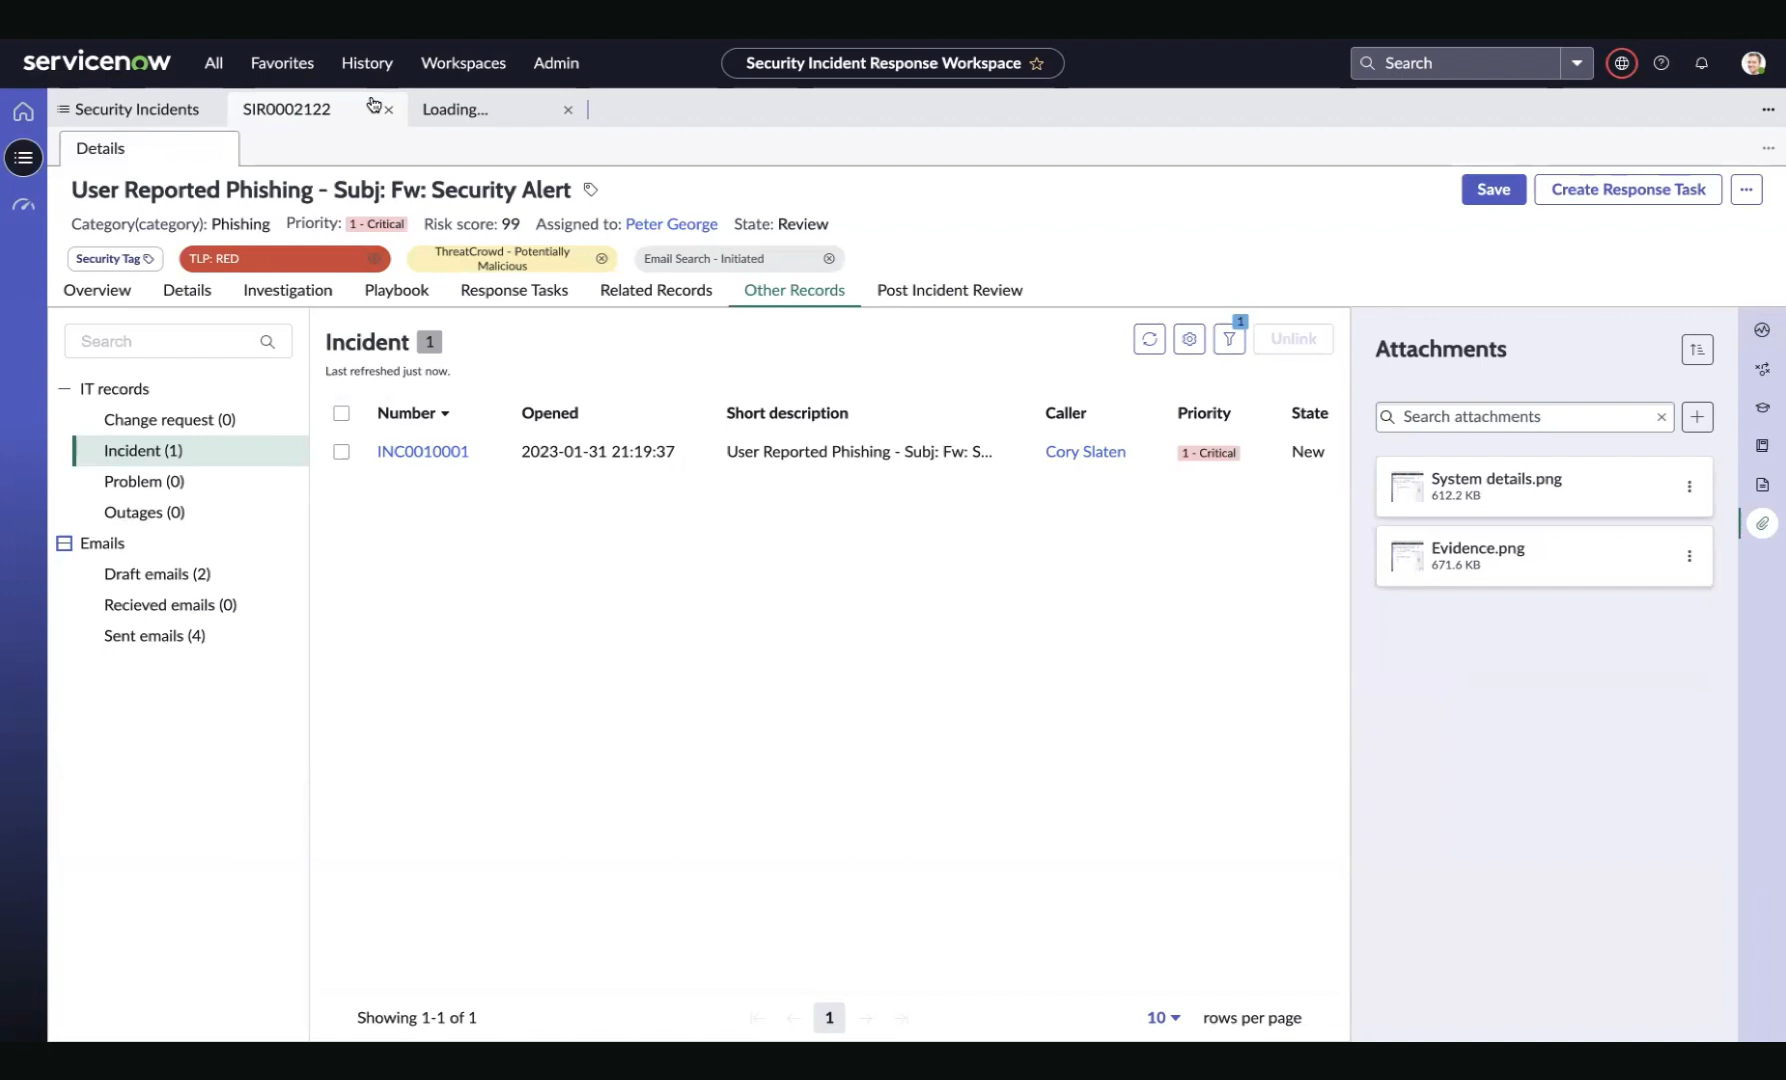 servicenow All Favorites History Workspaces Admin Security Incident Response Workspace Search
Security Incidents SIR0002122 Loading...
Details
User Reported Phishing - Subj: Fw: Security Alert Save Create Response Task
Category(category): Phishing Priority: 1 - Critical Risk score: 99 Assigned to: Peter George State: Review
Security Tag TLP: RED ThreatCrowd - Potentially Malicious Email Search - Initiated
Overview Details Investigation Playbook Response Tasks Related Records Other Records Post Incident Review
Search
IT records
Change request (0)
Incident (1)
Problem (0)
Outages (0)
Emails
Draft emails (2)
Recieved emails (0)
Sent emails (4)
Incident 1 1 Unlink
Last refreshed just now.
Number Opened Short description Caller Priority State
INC0010001 2023-01-31 21:19:37 User Reported Phishing - Subj: Fw: S... Cory Slaten 1 - Critical New
Showing 1-1 of 1 1 10 rows per page
Attachments
Search attachments
System details.png
612.2 KB
Evidence.png
671.6 KB